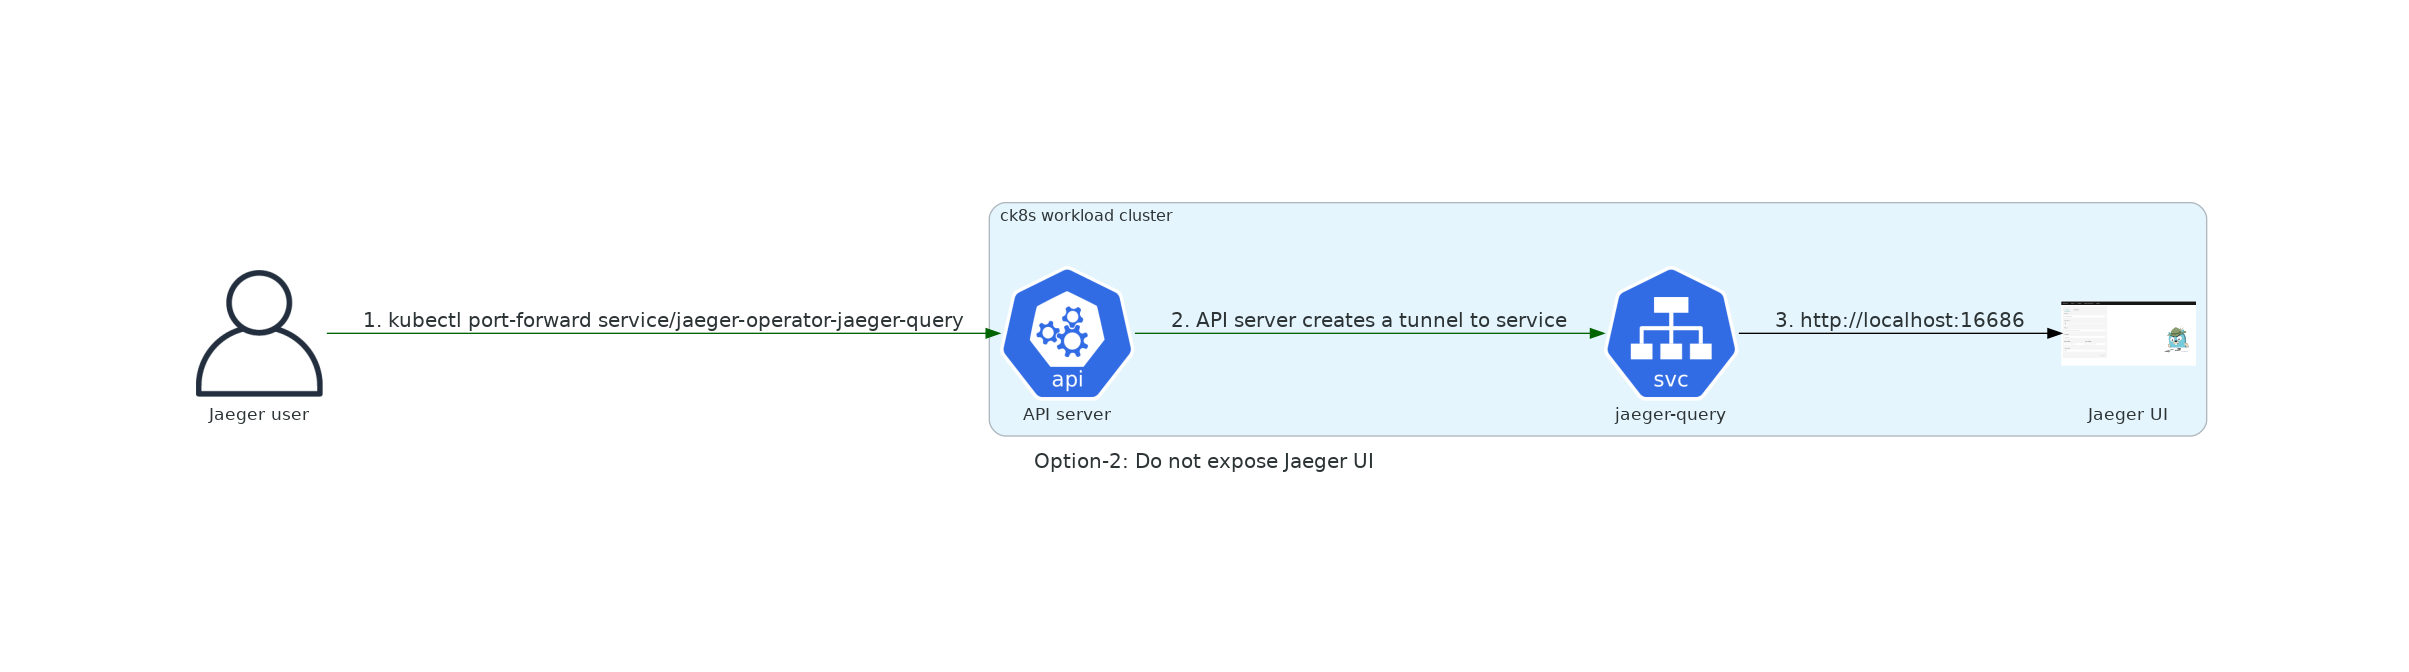 ck8s workload cluster
1. kubectl port-forward service/jaeger-operator-jaeger-query
2. API server creates a tunnel to service
3. http://localhost:16686
api
svc
Jaeger user
API server
jaeger-query
Jaeger UI
Option-2: Do not expose Jaeger UI